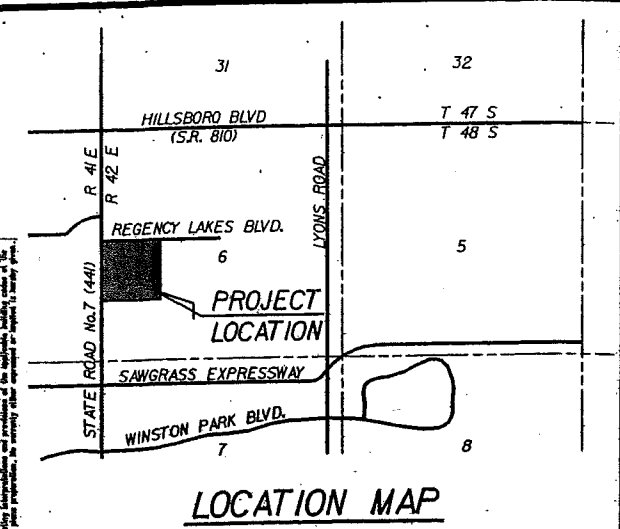 31
32
HILLSBORO BLVD
(S.R. 810)
T 47 S
T 48 S
R 41 E
R 42 E
LYONS ROAD
REGENCY LAKES BLVD.
6
5
STATE ROAD No.7 (441)
PROJECT
LOCATION
SAWGRASS EXPRESSWAY
WINSTON PARK BLVD.
7
8
LOCATION MAP